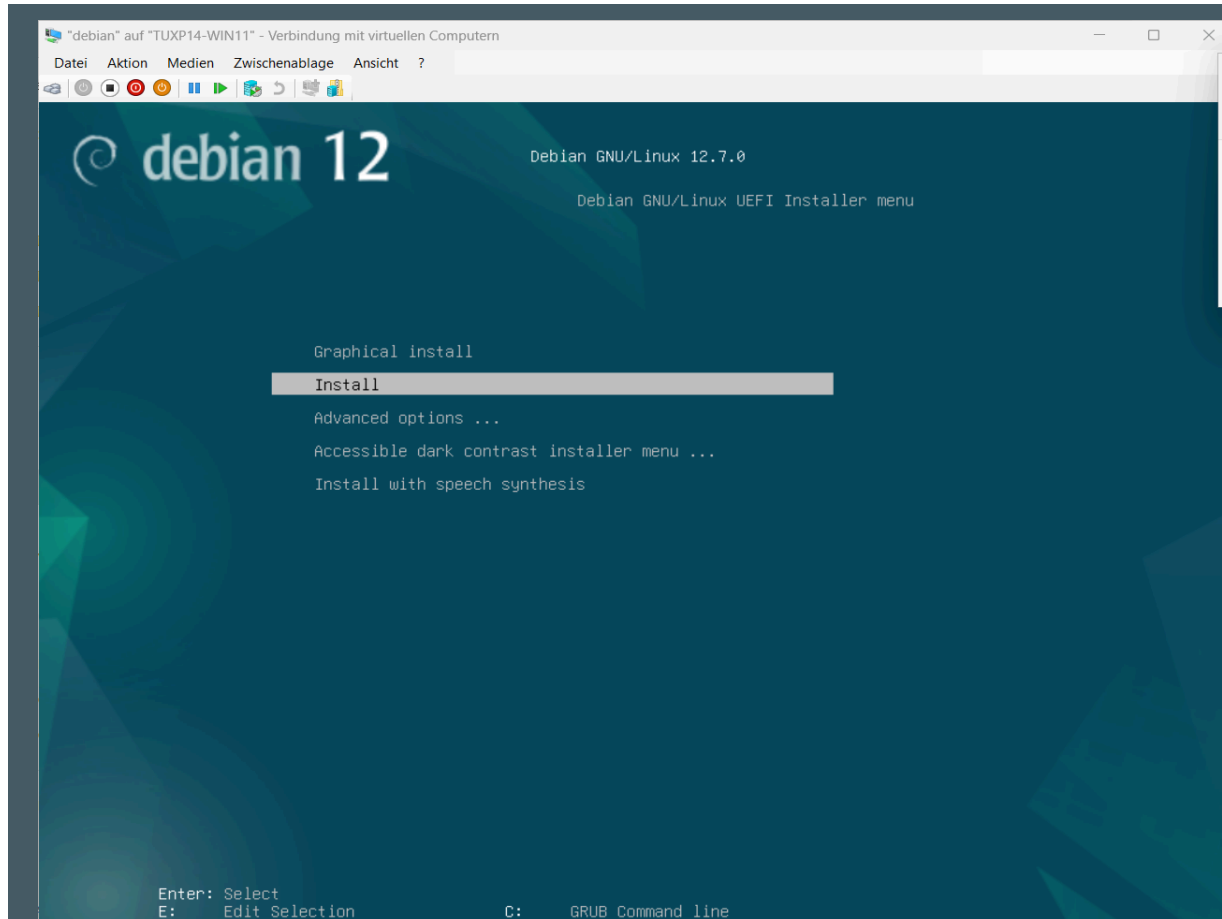 "debian" auf "TUXP14-WIN11" - Verbindung mit virtuellen Computern
Datei Aktion Medien Zwischenablage Ansicht ?
debian 12
Debian GNU/Linux 12.7.0
Debian GNU/Linux UEFI Installer menu
Graphical install
Install
Advanced options ...
Accessible dark contrast installer menu ...
Install with speech synthesis
Enter: Select
E: Edit Selection C: GRUB Command line